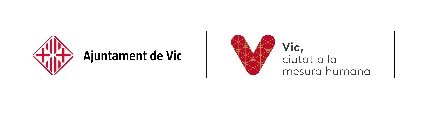 Ajuntament de Vic
Vic,
ciutat a la
mesura humana